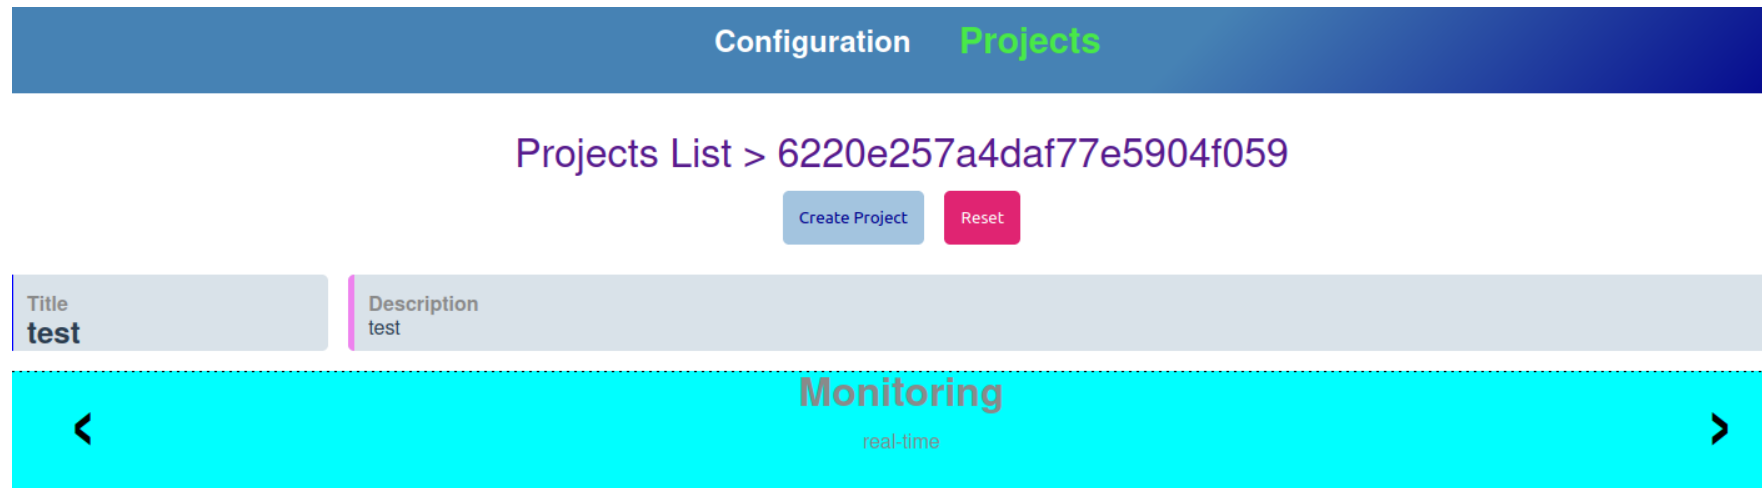 Configuration Projects
Projects List > 6220e257a4daf77e5904f059
Create Project Reset
Title
test
Description
test
Monitoring
‹ ›
real-time